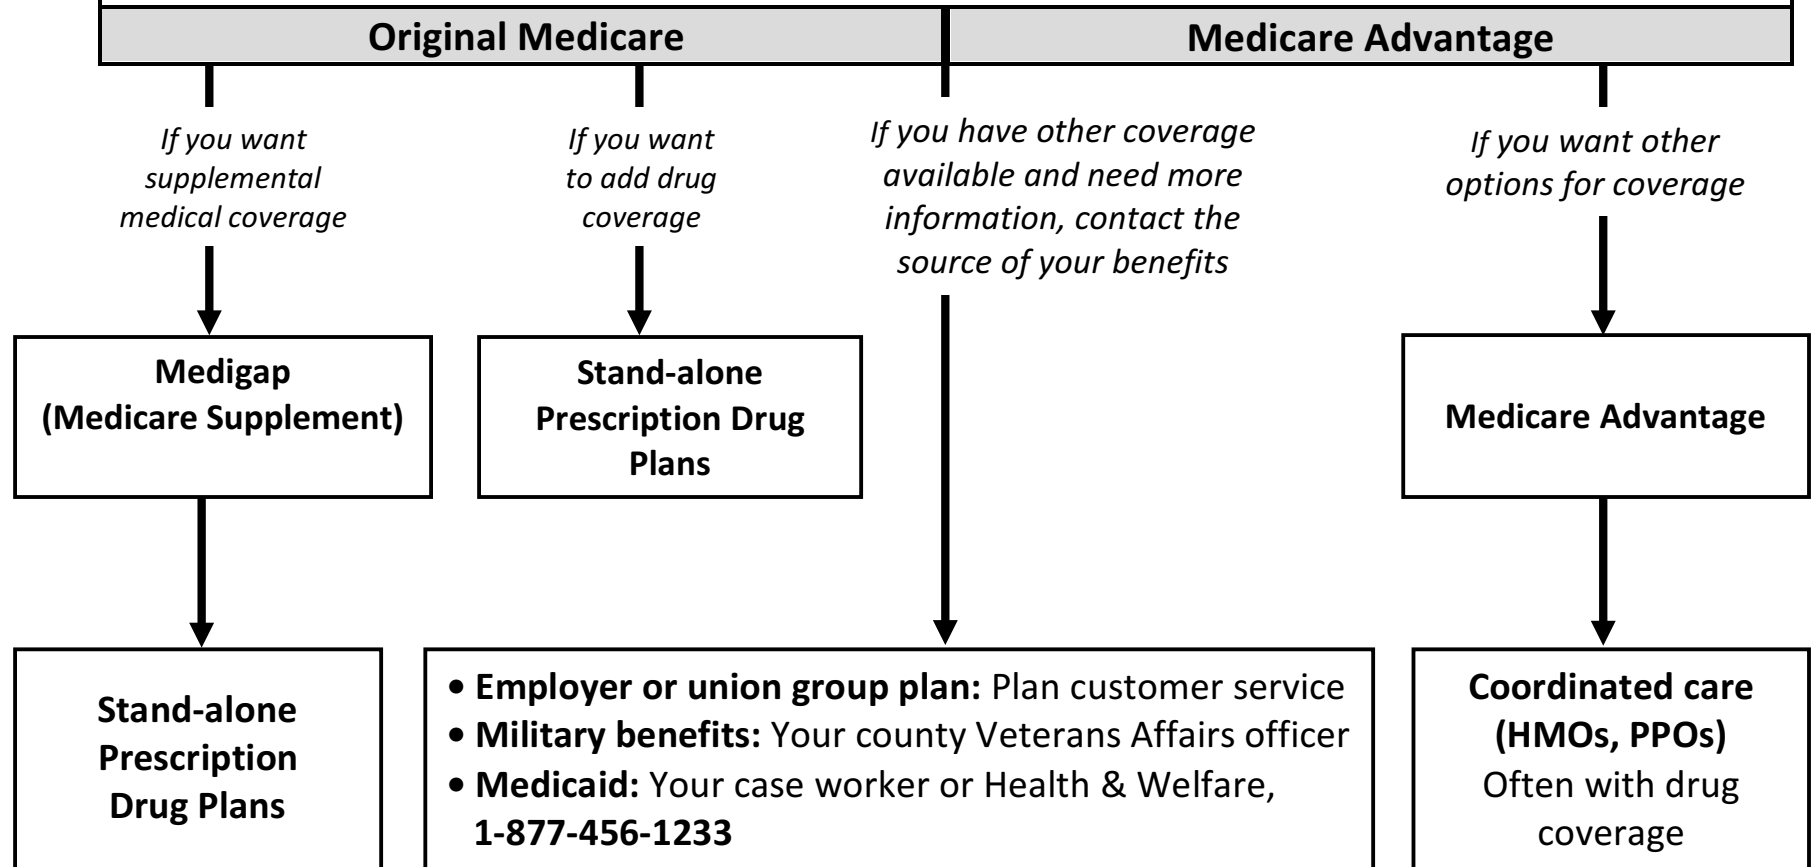 Original Medicare
Medicare Advantage
If you want
supplemental
medical coverage
If you want
to add drug
coverage
If you have other coverage
available and need more
information, contact the
source of your benefits
If you want other
options for coverage
Medigap
(Medicare Supplement)
Stand-alone
Prescription Drug
Plans
Medicare Advantage
Stand-alone
Prescription
Drug Plans
• Employer or union group plan: Plan customer service
• Military benefits: Your county Veterans Affairs officer
• Medicaid: Your case worker or Health & Welfare,
1-877-456-1233
Coordinated care
(HMOs, PPOs)
Often with drug
coverage